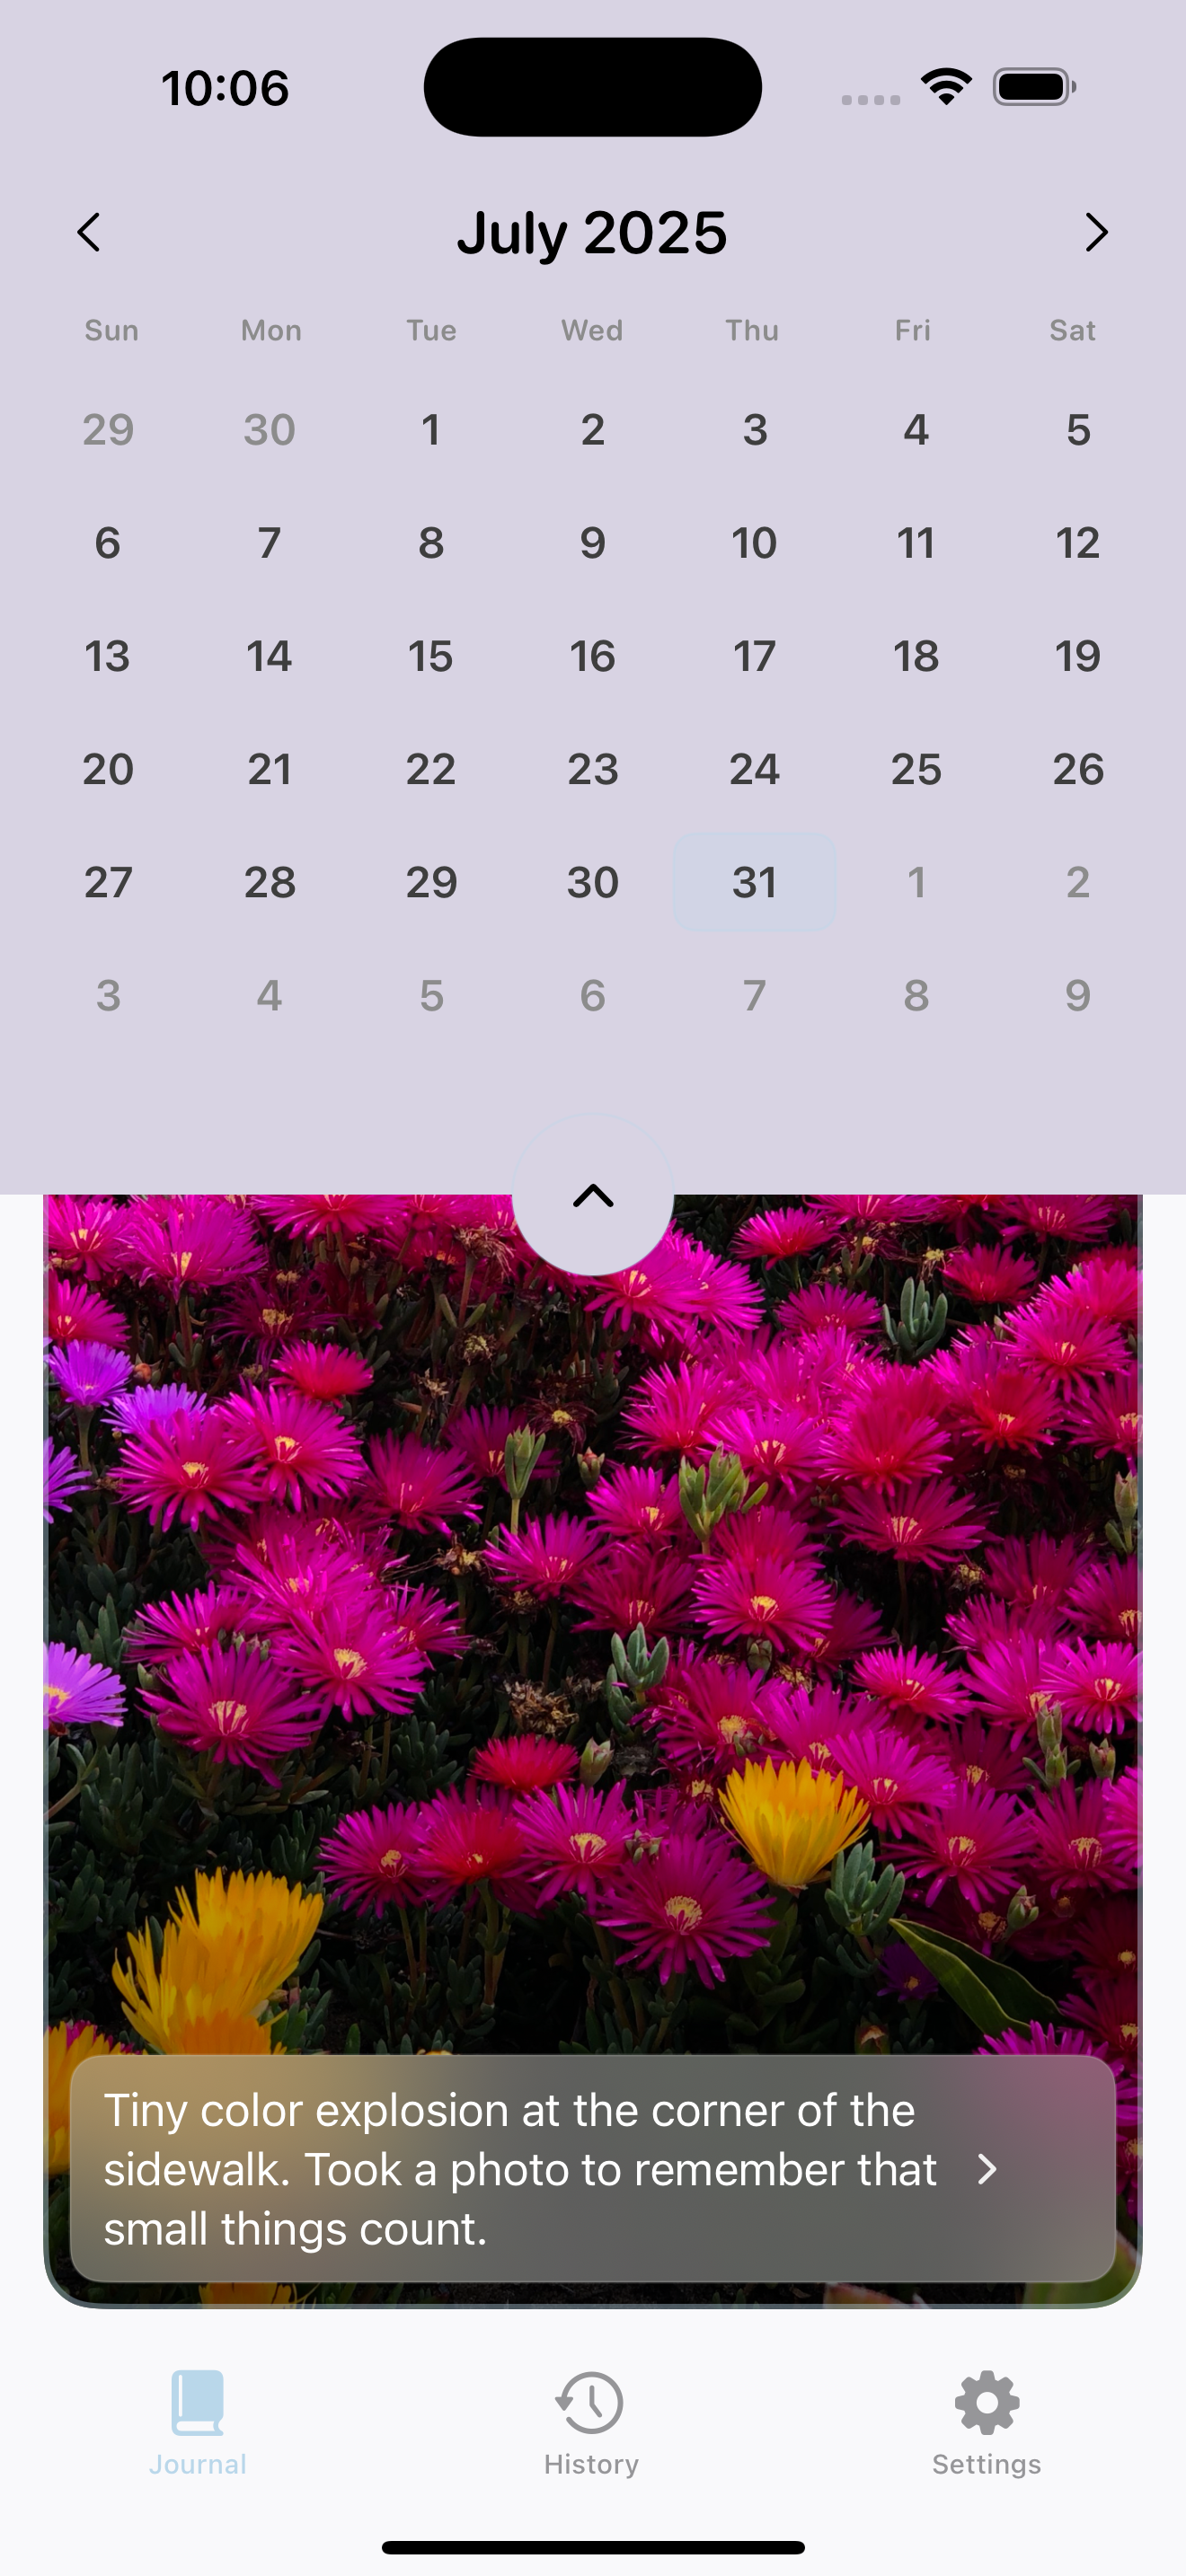 10:06
July 2025
Sun Mon Tue Wed Thu Fri Sat
29 30 1 2 3 4 5
6 7 8 9 10 11 12
13 14 15 16 17 18 19
20 21 22 23 24 25 26
27 28 29 30 31 1 2
3 4 5 6 7 8 9
Tiny color explosion at the corner of the
sidewalk. Took a photo to remember that
small things count.
Journal History Settings